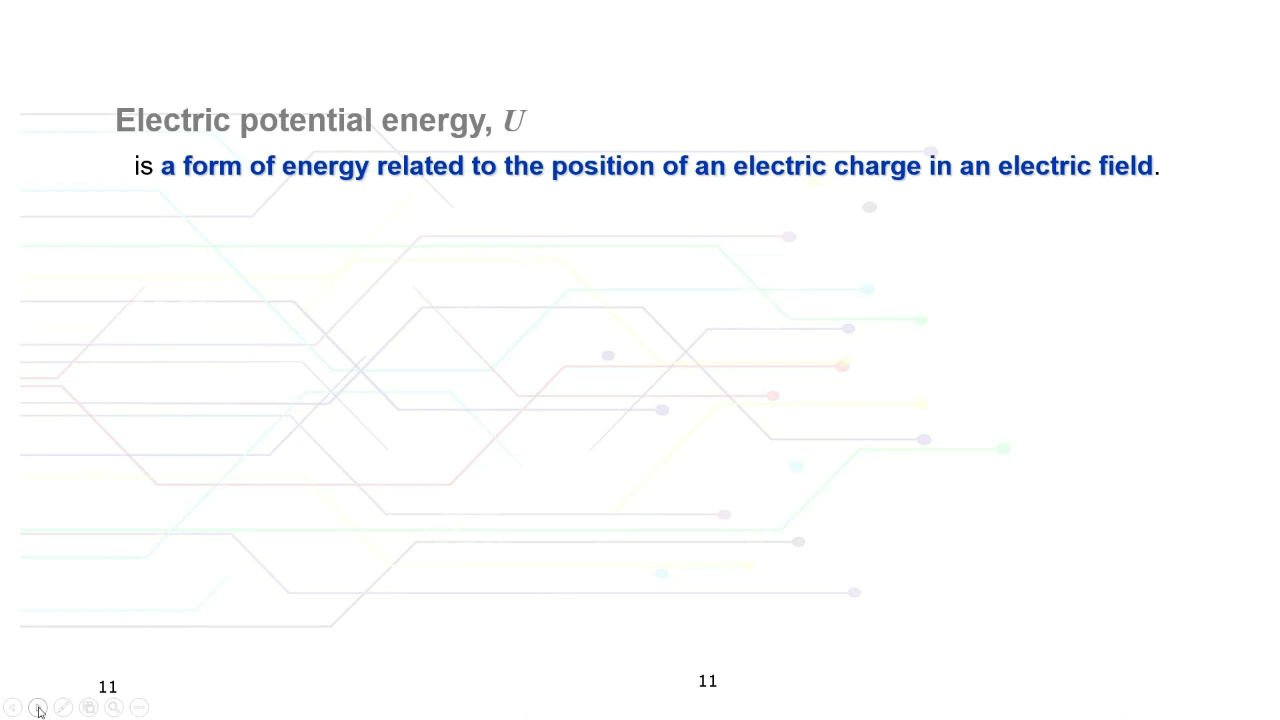 Electric potential energy, U
is a form of energy related to the position of an electric charge in an electric field.
11
11